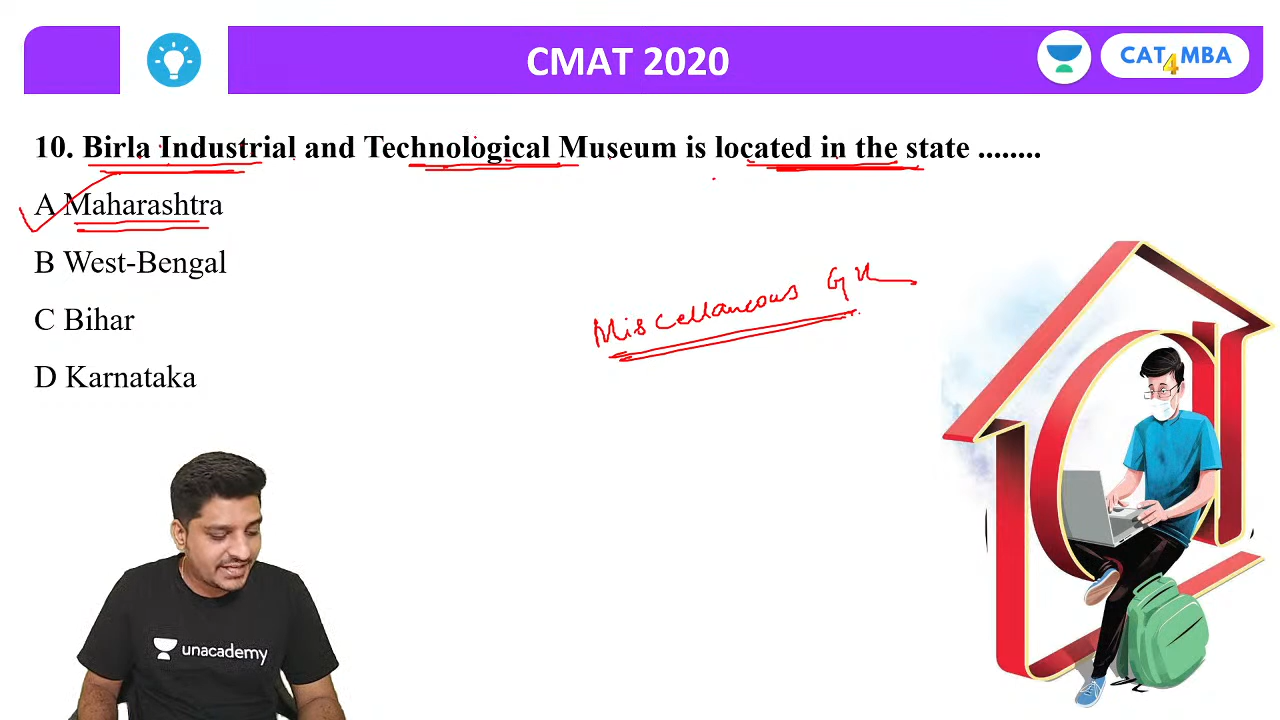 CMAT 2020
CAT4MBA
10. Birla Industrial and Technological Museum is located in the state ........
A Maharashtra
B West-Bengal
C Bihar
D Karnataka
Miscellaneous GK
unacademy